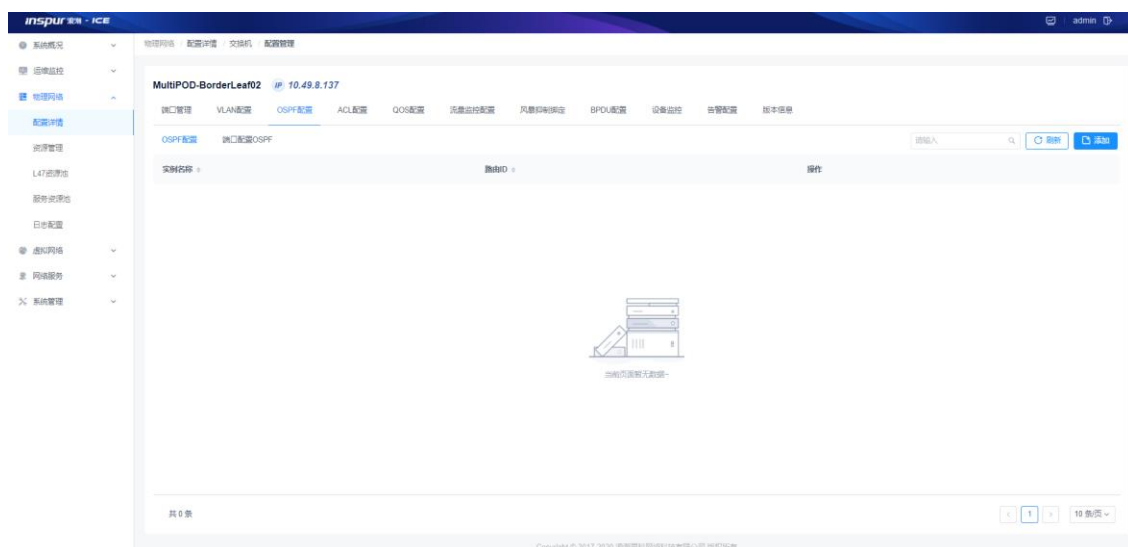 inspur 浪潮 - ICE
admin
系统概况
物理网络 / 配置详情 / 交换机 / 配置管理
运维监控
物理网络
配置详情
资源管理
L47资源池
服务资源池
日志配置
虚拟网络
网络服务
系统管理
MultiPOD-BorderLeaf02 IP 10.49.8.137
端口管理 VLAN配置 OSPF配置 ACL配置 QOS配置 流量监控配置 风暴抑制绑定 BPDU配置 设备监控 告警配置 版本信息
OSPF配置 端口配置OSPF 请输入 刷新 添加
实例名称 路由ID 操作
当前页面暂无数据~
共 0 条 1 10 条/页
Copyright © 2017-2020
版权所有